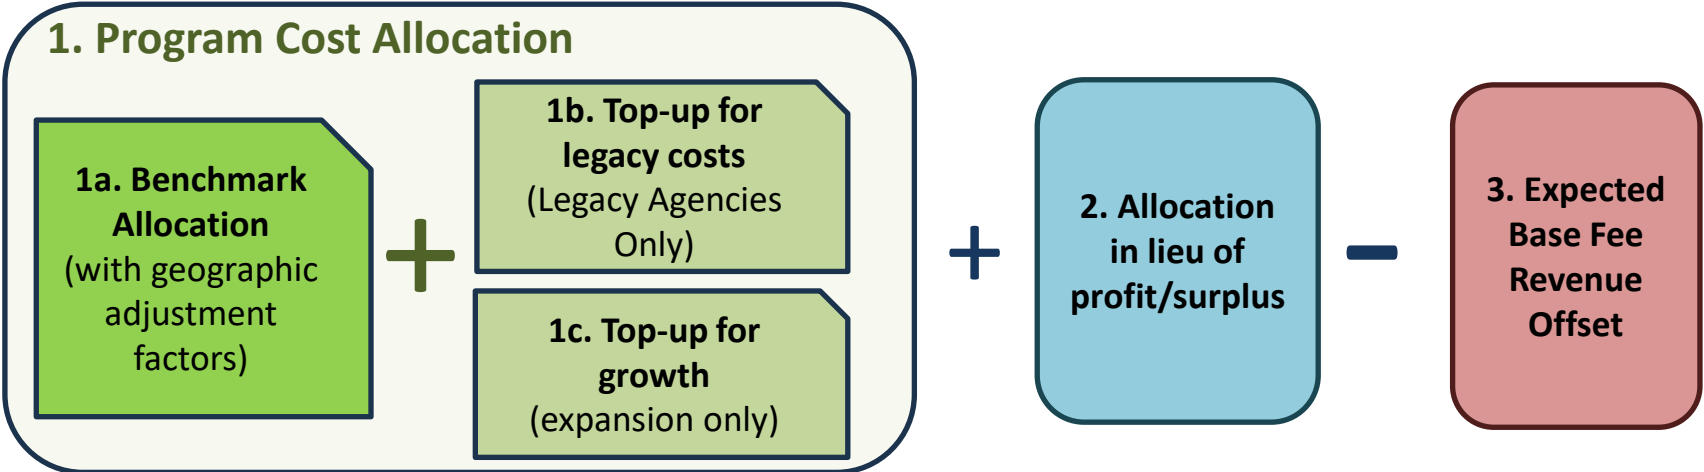 1. Program Cost Allocation
1a. Benchmark
Allocation
(with geographic
adjustment
factors)
+
1b. Top-up for
legacy costs
(Legacy Agencies
Only)
1c. Top-up for
growth
(expansion only)
+
2. Allocation
in lieu of
profit/surplus
-
3. Expected
Base Fee
Revenue
Offset